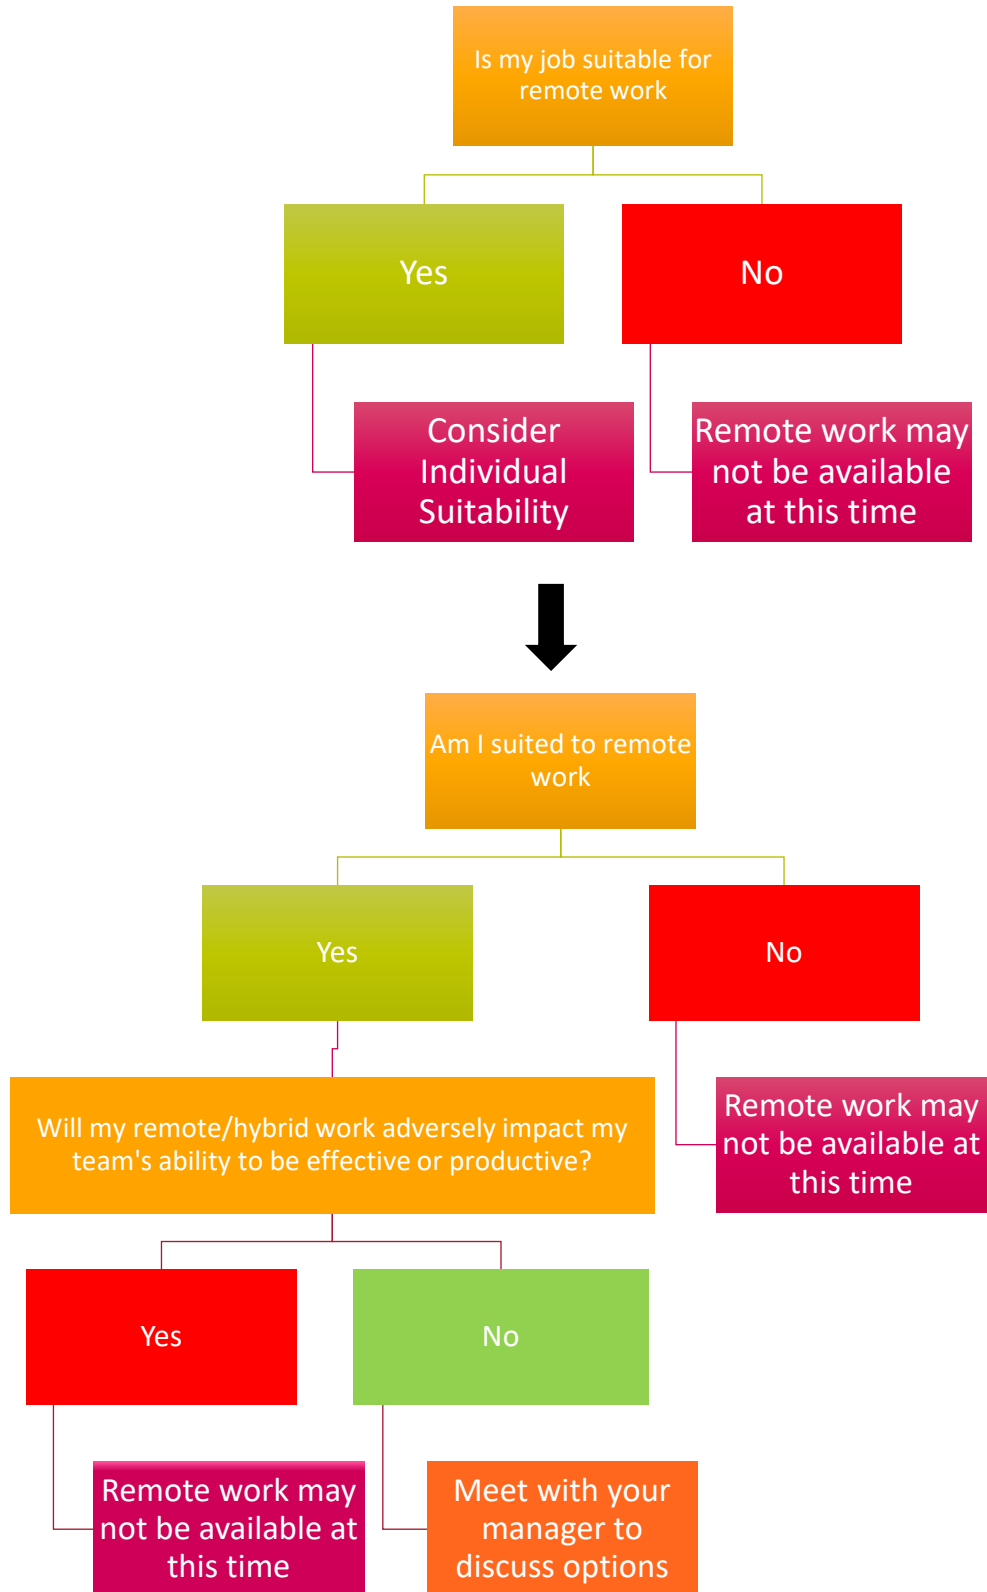 Is my job suitable for
remote work
Yes
No
Consider
Individual
Suitability
Remote work may
not be available
at this time
Am I suited to remote
work
Yes
No
Will my remote/hybrid work adversely impact my
team's ability to be effective or productive?
Remote work may
not be available at
this time
Yes
No
Remote work may
not be available at
this time
Meet with your
manager to
discuss options